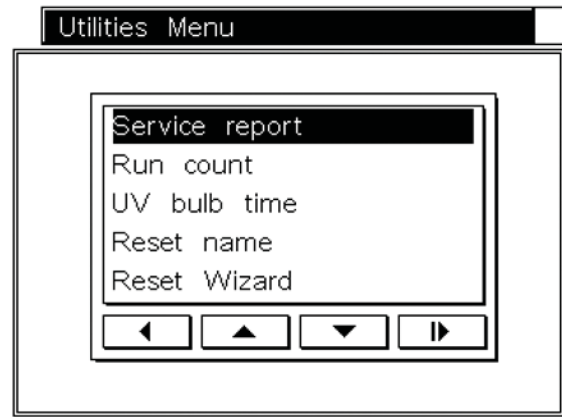 Utilities Menu
Service report
Run count
UV bulb time
Reset name
Reset Wizard